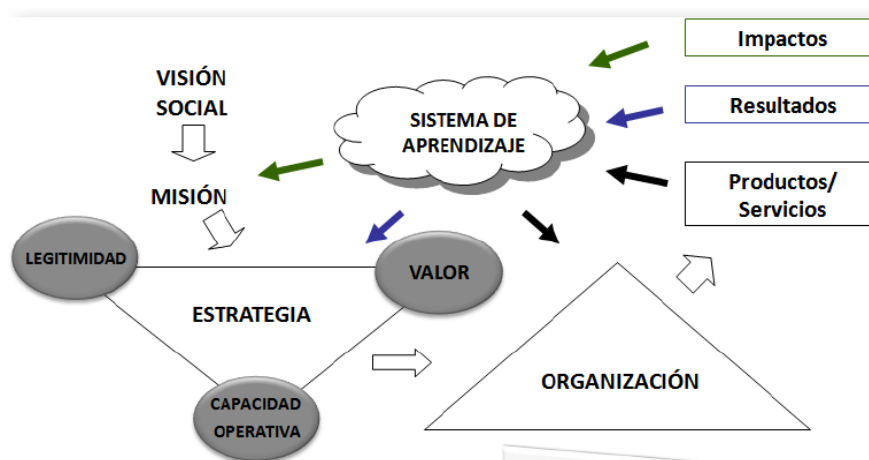 VISIÓN
SOCIAL
MISIÓN
LEGITIMIDAD
VALOR
ESTRATEGIA
CAPACIDAD
OPERATIVA
SISTEMA DE
APRENDIZAJE
Impactos
Resultados
Productos/
Servicios
ORGANIZACIÓN